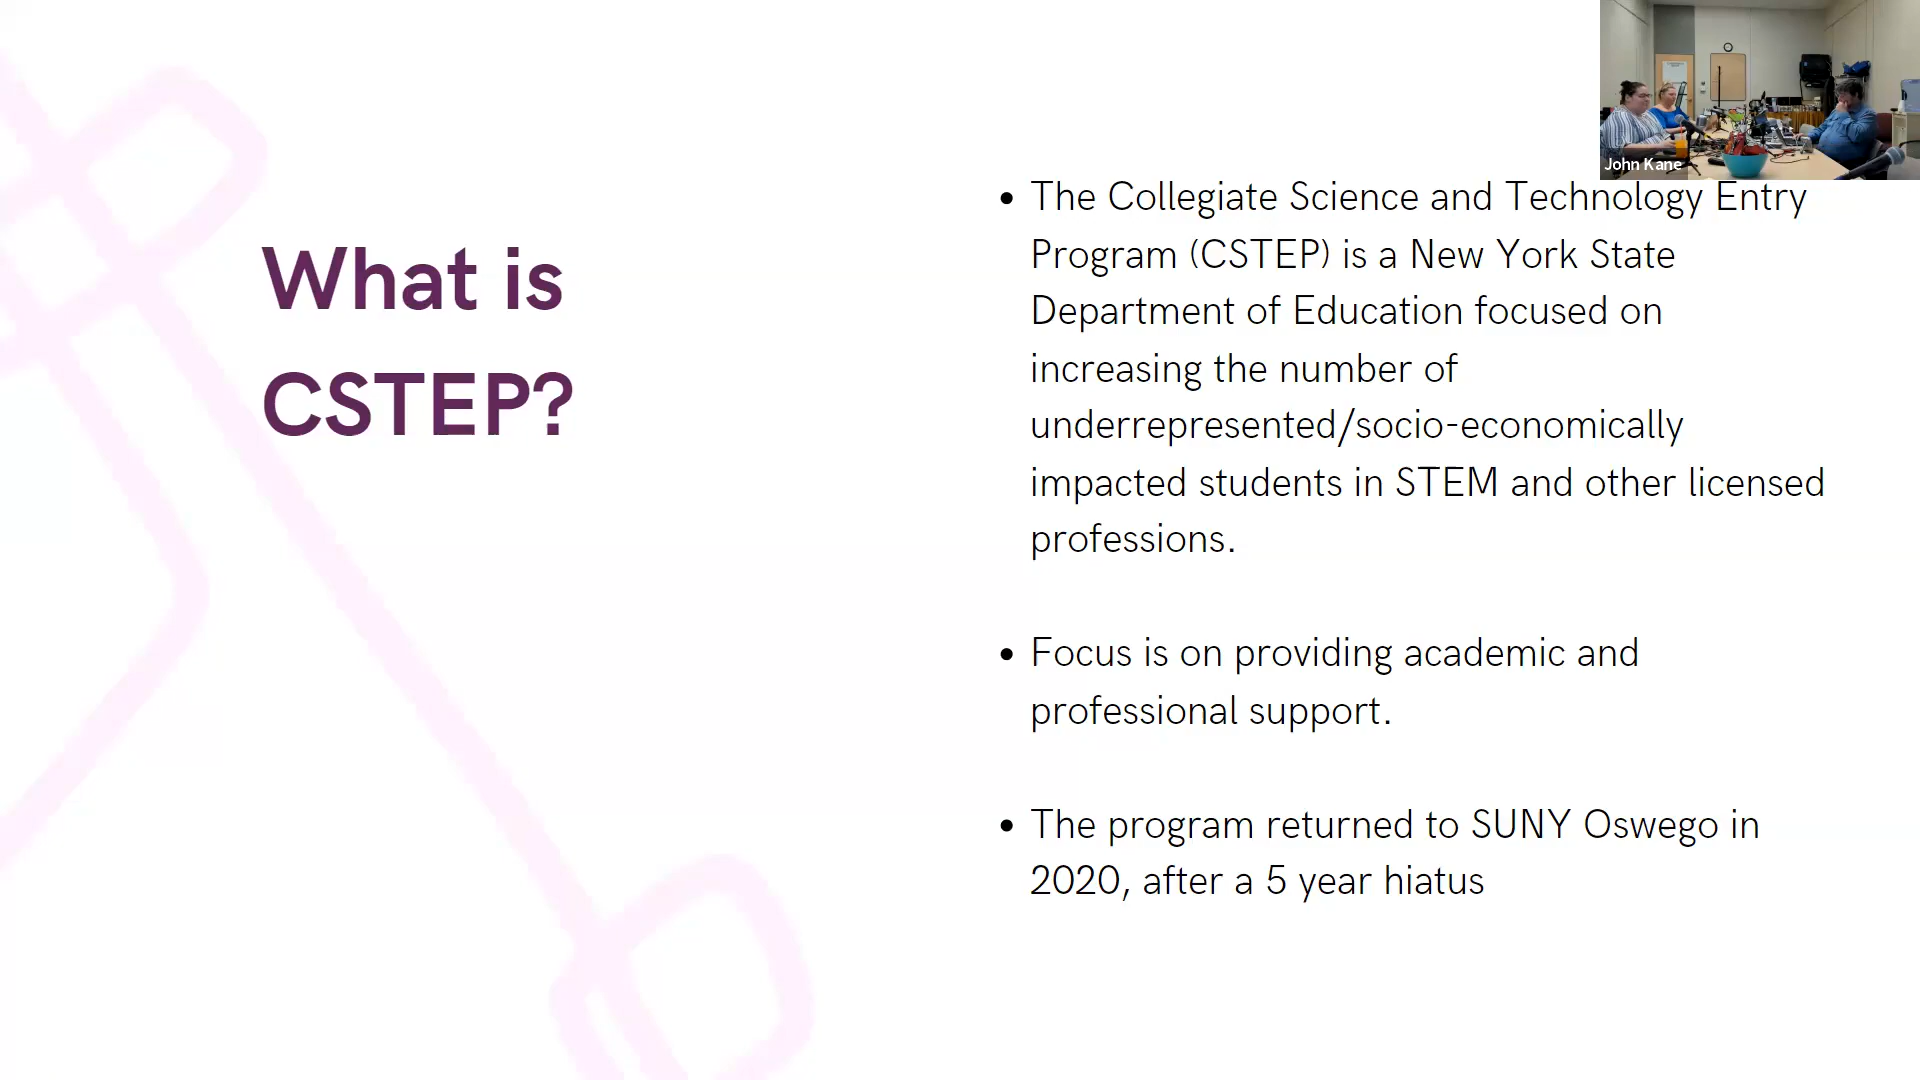 What is
CSTEP?
John Kane
• The Collegiate Science and Technology Entry
Program (CSTEP) is a New York State
Department of Education focused on
increasing the number of
underrepresented/socio-economically
impacted students in STEM and other licensed
professions.
• Focus is on providing academic and
professional support.
• The program returned to SUNY Oswego in
2020, after a 5 year hiatus